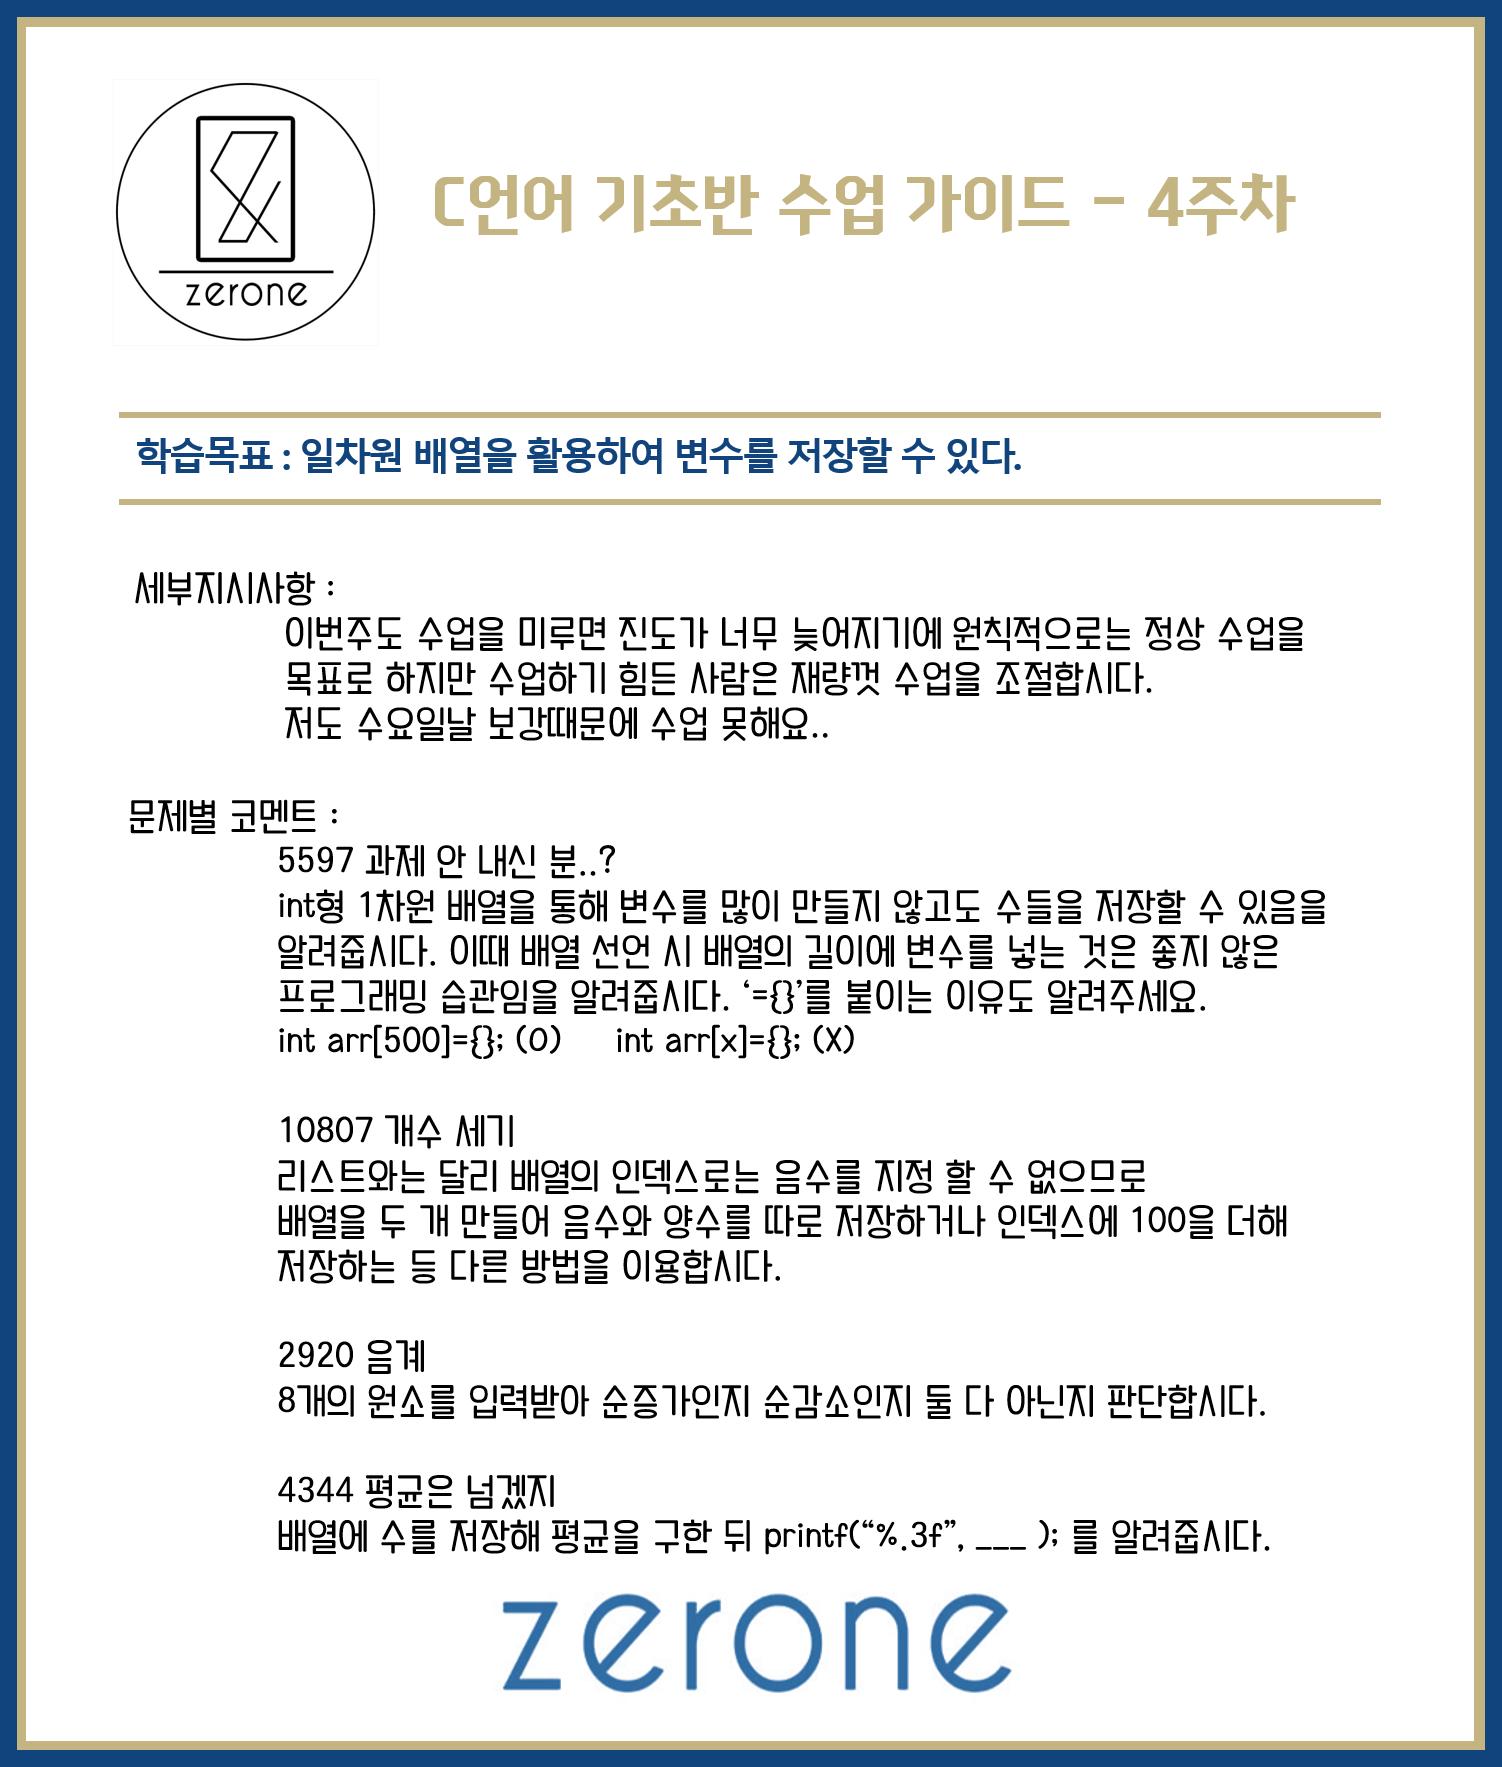 zerone
C언어 기초반 수업 가이드 - 4주차
학습목표 : 일차원 배열을 활용하여 변수를 저장할 수 있다.
세부지시사항 :
이번주도 수업을 미루면 진도가 너무 늦어지기에 원칙적으로는 정상 수업을
목표로 하지만 수업하기 힘든 사람은 재량껏 수업을 조절합시다.
저도 수요일날 보강때문에 수업 못해요..
문제별 코멘트 :
5597 과제 안 내신 분..?
int형 1차원 배열을 통해 변수를 많이 만들지 않고도 수들을 저장할 수 있음을
알려줍시다. 이때 배열 선언 시 배열의 길이에 변수를 넣는 것은 좋지 않은
프로그래밍 습관임을 알려줍시다. ‘={}’를 붙이는 이유도 알려주세요.
int arr[500]={}; (O) int arr[x]={}; (X)
10807 개수 세기
리스트와는 달리 배열의 인덱스로는 음수를 지정 할 수 없으므로
배열을 두 개 만들어 음수와 양수를 따로 저장하거나 인덱스에 100을 더해
저장하는 등 다른 방법을 이용합시다.
2920 음계
8개의 원소를 입력받아 순증가인지 순감소인지 둘 다 아닌지 판단합시다.
4344 평균은 넘겠지
배열에 수를 저장해 평균을 구한 뒤 printf(“%.3f”, ___ ); 를 알려줍시다.
zerone